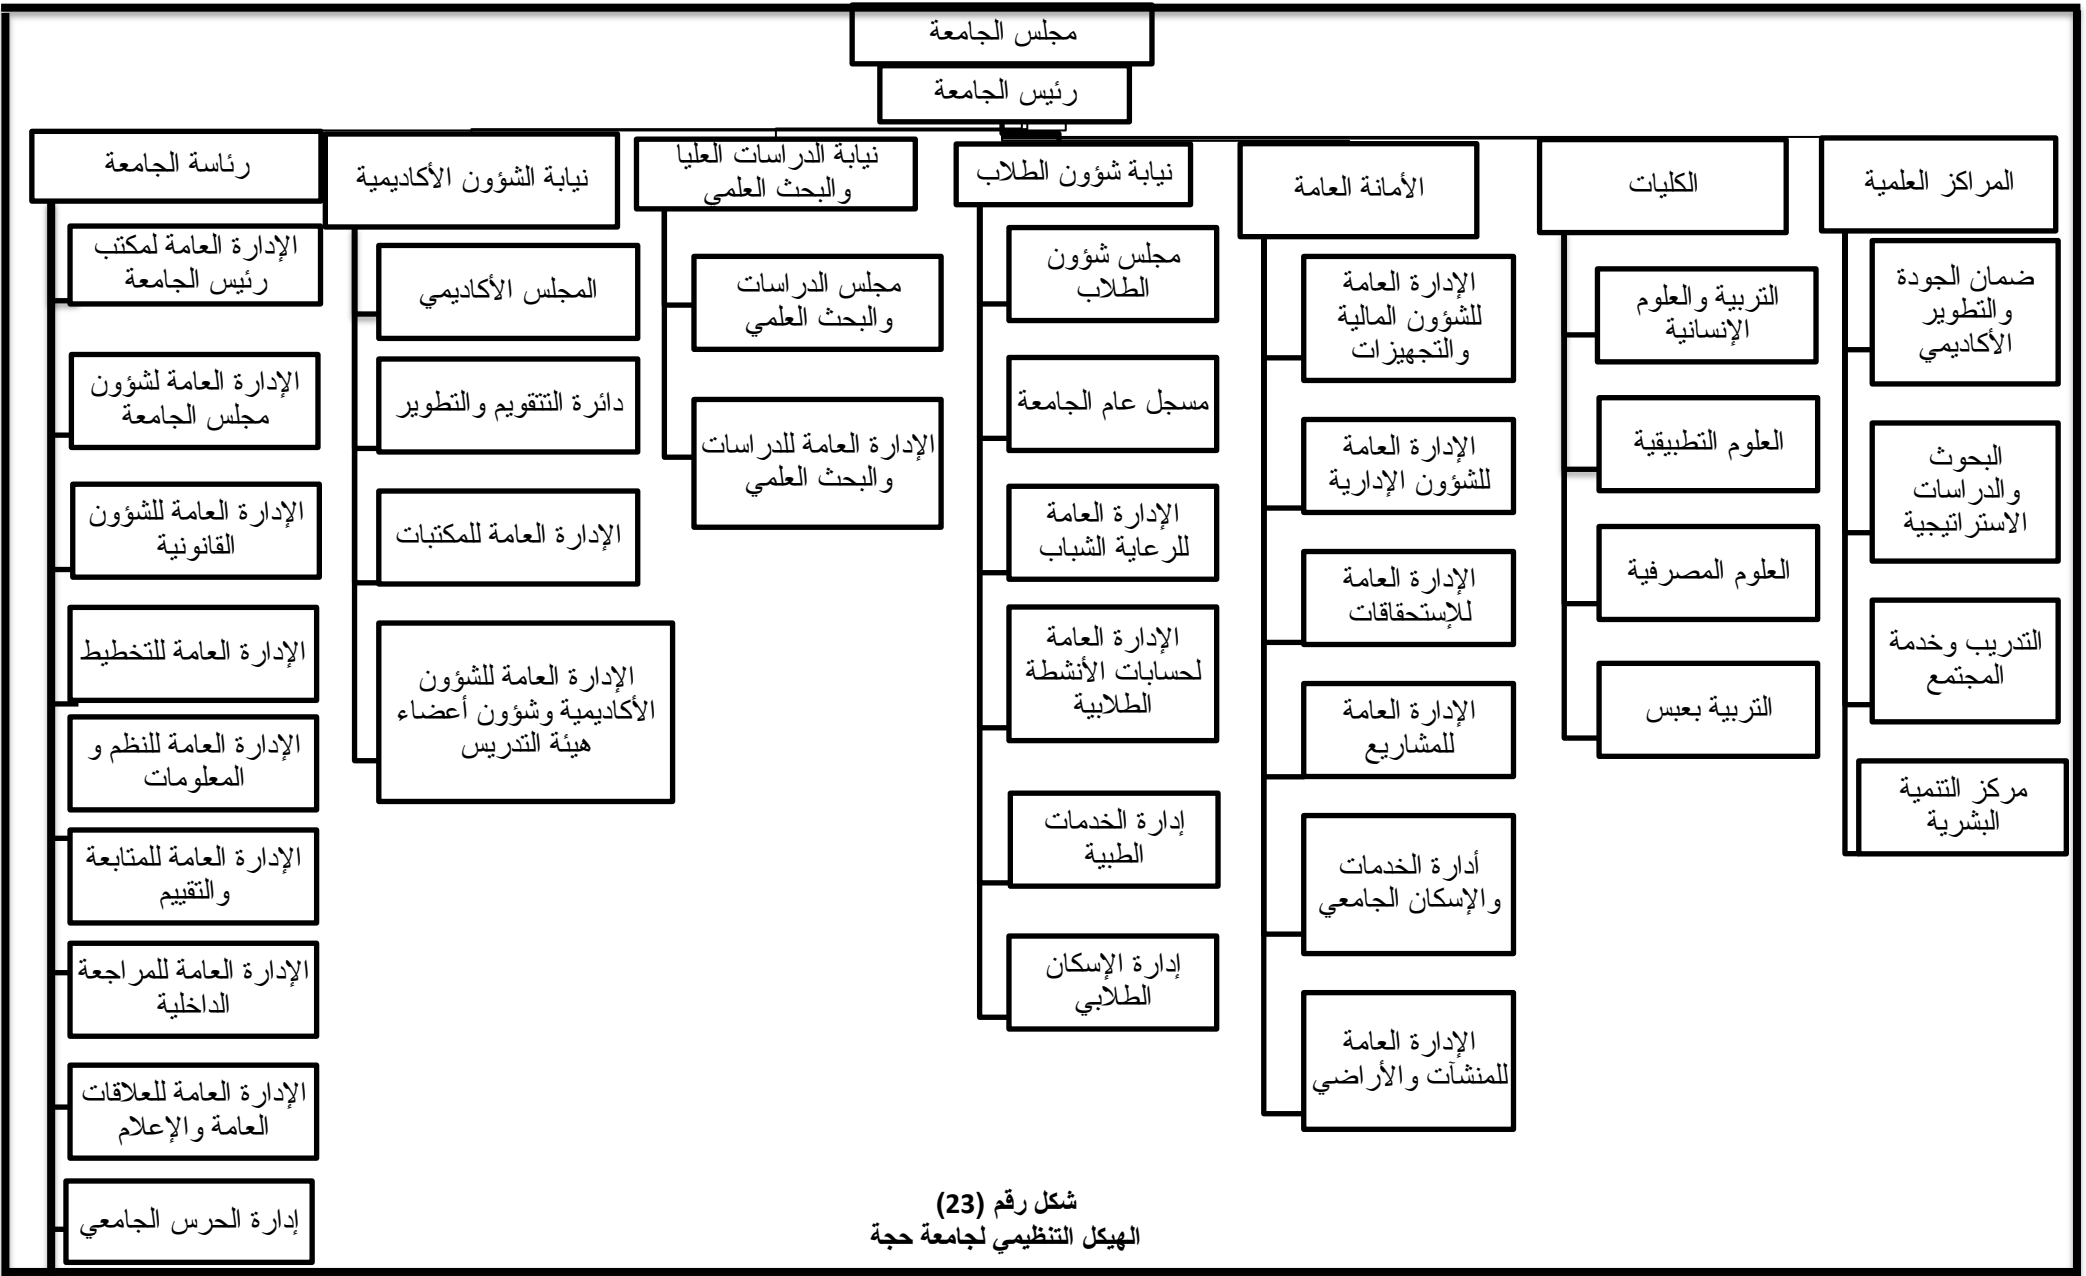 مجلس الجامعة
رئيس الجامعة
المراكز العلمية
ضمان الجودة
والتطوير
الأكاديمي
البحوث
والدراسات
الاستراتيجية
التدريب وخدمة
المجتمع
مركز التنمية
البشرية
الكليات
التربية والعلوم
الإنسانية
العلوم التطبيقية
العلوم المصرفية
التربية بعبس
الأمانة العامة
الإدارة العامة
للشؤون المالية
والتجهيزات
الإدارة العامة
للشؤون الإدارية
الإدارة العامة
للإستحقاقات
الإدارة العامة
للمشاريع
أدارة الخدمات
والإسكان الجامعي
الإدارة العامة
للمنشآت والأراضي
نيابة شؤون الطلاب
مجلس شؤون
الطلاب
مسجل عام الجامعة
الإدارة العامة
للرعاية الشباب
الإدارة العامة
لحسابات الأنشطة
الطلابية
إدارة الخدمات
الطبية
إدارة الإسكان
الطلابي
نيابة الدراسات العليا
والبحث العلمي
مجلس الدراسات
والبحث العلمي
الإدارة العامة للدراسات
والبحث العلمي
نيابة الشؤون الأكاديمية
المجلس الأكاديمي
دائرة التتقويم والتطوير
الإدارة العامة للمكتبات
الإدارة العامة للشؤون
الأكاديمية وشؤون أعضاء
هيئة التدريس
رئاسة الجامعة
الإدارة العامة لمكتب
رئيس الجامعة
الإدارة العامة لشؤون
مجلس الجامعة
الإدارة العامة للشؤون
القانونية
الإدارة العامة للتخطيط
الإدارة العامة للنظم و
المعلومات
الإدارة العامة للمتابعة
والتقييم
الإدارة العامة للمراجعة
الداخلية
الإدارة العامة للعلاقات
العامة والإعلام
إدارة الحرس الجامعي
شكل رقم (23)
الهيكل التنظيمي لجامعة حجة